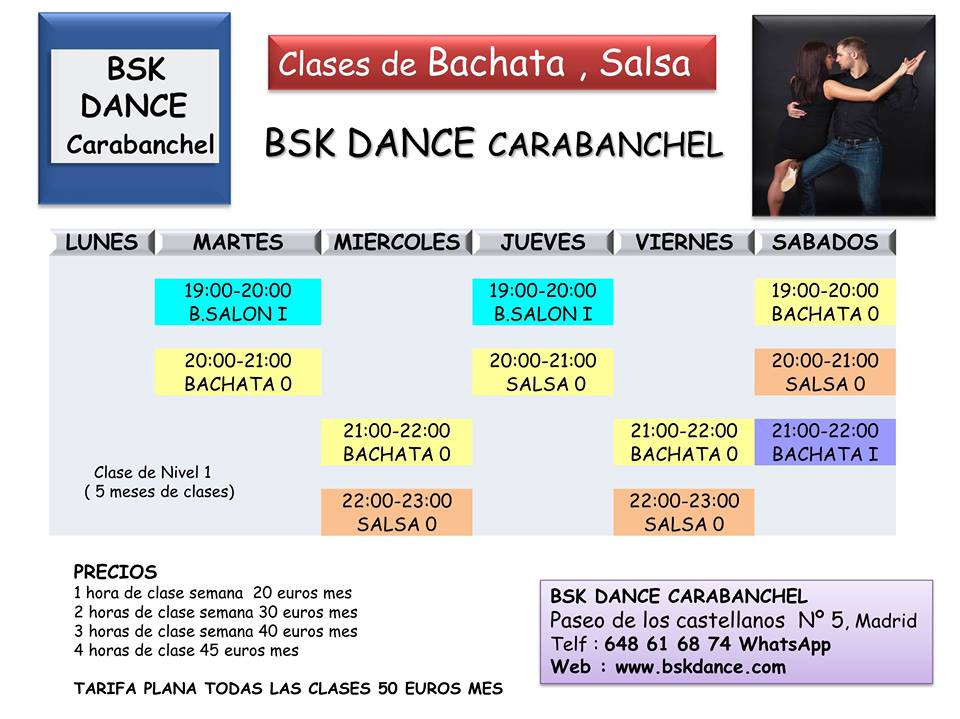 BSK
DANCE
Carabanchel
Clases de Bachata , Salsa
BSK DANCE CARABANCHEL
LUNES MARTES MIERCOLES JUEVES VIERNES SABADOS
19:00-20:00 19:00-20:00 19:00-20:00
B.SALON I B.SALON I BACHATA 0
20:00-21:00 20:00-21:00 20:00-21:00
BACHATA 0 SALSA 0 SALSA 0
21:00-22:00 21:00-22:00 21:00-22:00
BACHATA 0 BACHATA 0 BACHATA I
Clase de Nivel 1
( 5 meses de clases)
22:00-23:00 22:00-23:00
SALSA 0 SALSA 0
PRECIOS
1 hora de clase semana 20 euros mes
2 horas de clase semana 30 euros mes
3 horas de clase semana 40 euros mes
4 horas de clase 45 euros mes
TARIFA PLANA TODAS LAS CLASES 50 EUROS MES
BSK DANCE CARABANCHEL
Paseo de los castellanos Nº 5, Madrid
Telf : 648 61 68 74 WhatsApp
Web : www.bskdance.com